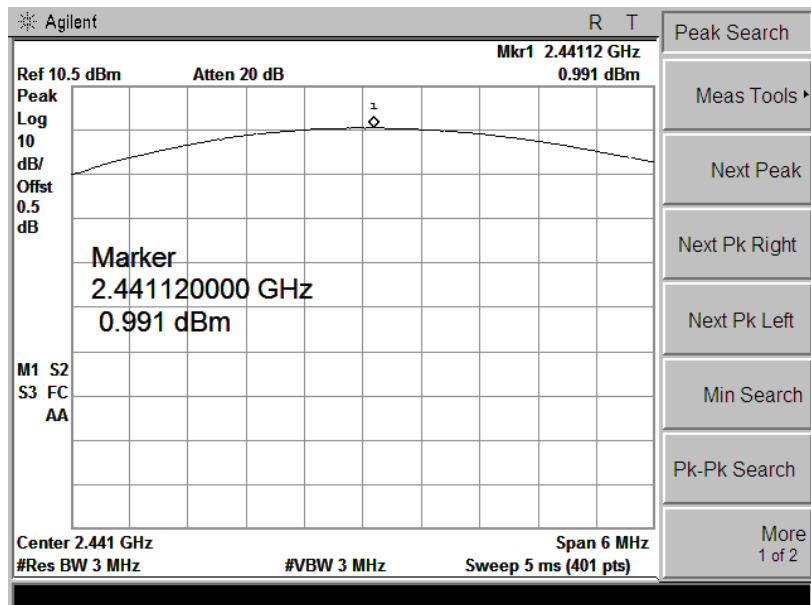 Agilent R T
Mkr1 2.44112 GHz
Ref 10.5 dBm Atten 20 dB 0.991 dBm
Peak
Log
10
dB/
Offst
0.5
dB
1
Marker
2.441120000 GHz
0.991 dBm
M1 S2
S3 FC
AA
Center 2.441 GHz Span 6 MHz
#Res BW 3 MHz #VBW 3 MHz Sweep 5 ms (401 pts)
Peak Search
Meas Tools
Next Peak
Next Pk Right
Next Pk Left
Min Search
Pk-Pk Search
More
1 of 2